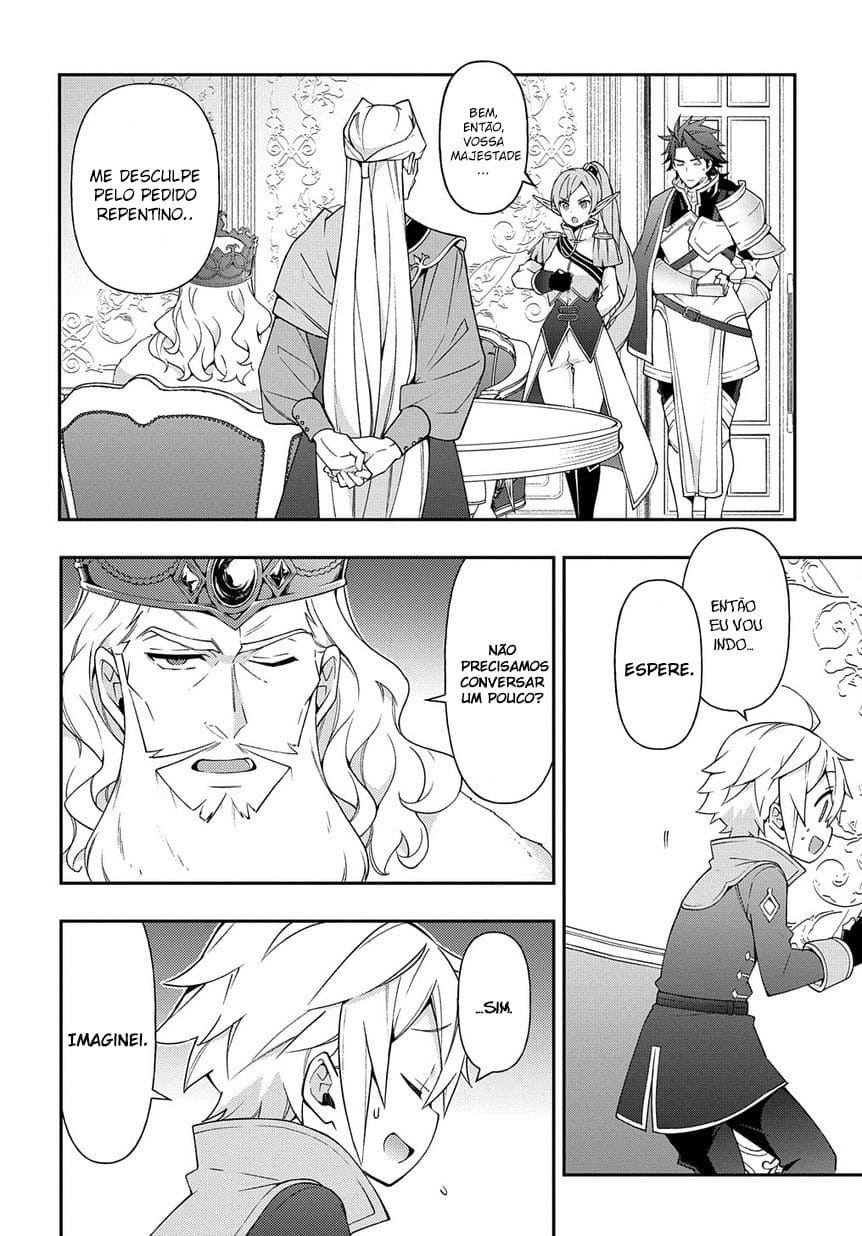 BEM,
ENTÃO,
VOSSA
MAJESTADE
...
ME DESCULPE
PELO PEDIDO
REPENTINO..
ENTÃO
EU VOU
INDO...
ESPERE.
NÃO
PRECISAMOS
CONVERSAR
UM POUCO?
...SIM.
IMAGINEI.